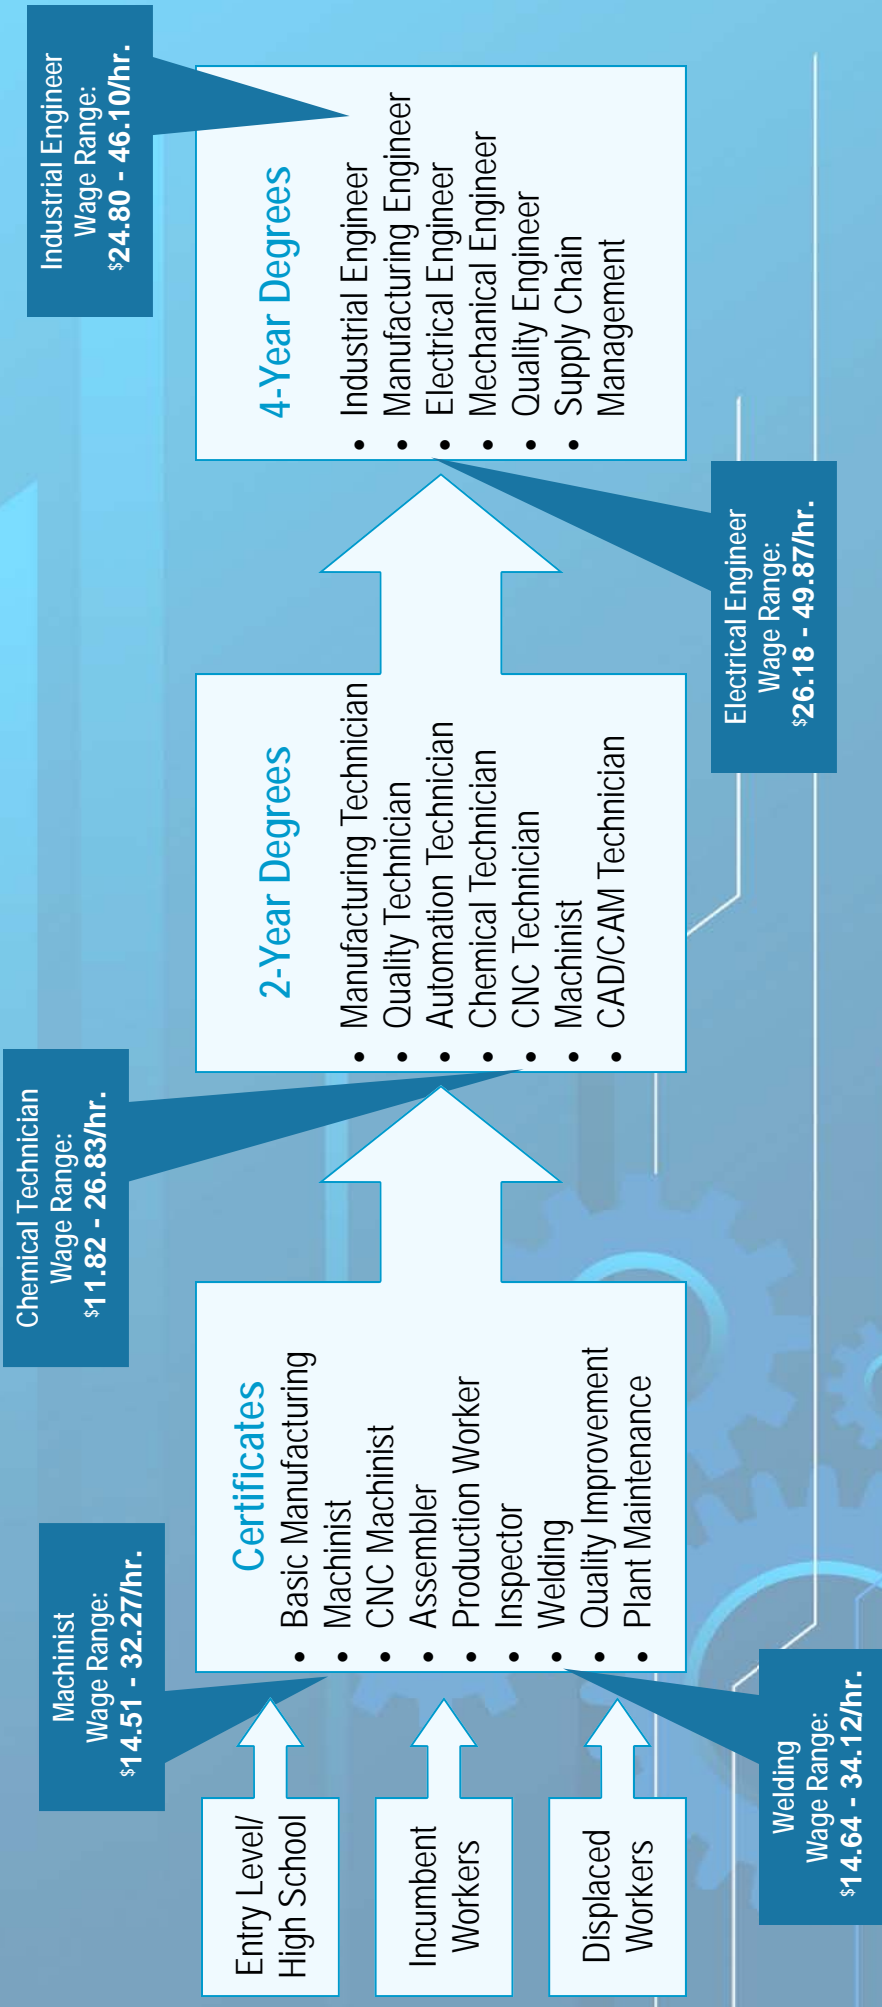 Entry Level/
High School
Incumbent
Workers
Displaced
Workers
Machinist
Wage Range:
$14.51 - 32.27/hr.
Welding
Wage Range:
$14.64 - 34.12/hr.
Certificates
• Basic Manufacturing
• Machinist
• CNC Machinist
• Assembler
• Production Worker
• Inspector
• Welding
• Quality Improvement
• Plant Maintenance
Chemical Technician
Wage Range:
$11.82 - 26.83/hr.
2-Year Degrees
• Manufacturing Technician
• Quality Technician
• Automation Technician
• Chemical Technician
• CNC Technician
• Machinist
• CAD/CAM Technician
Electrical Engineer
Wage Range:
$26.18 - 49.87/hr.
Industrial Engineer
Wage Range:
$24.80 - 46.10/hr.
4-Year Degrees
• Industrial Engineer
• Manufacturing Engineer
• Electrical Engineer
• Mechanical Engineer
• Quality Engineer
• Supply Chain
Management